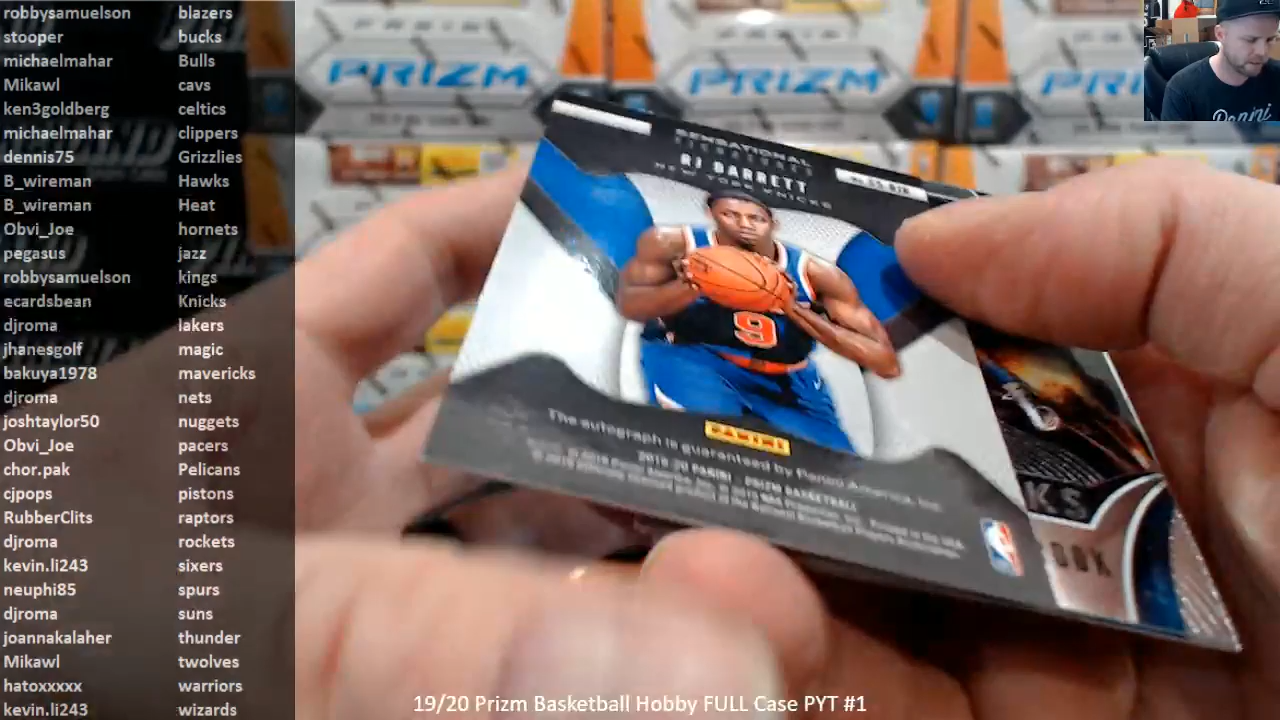 robbysamuelson blazers
stooper bucks
michaelmahar Bulls
Mikawl cavs
ken3goldberg celtics
michaelmahar clippers
dennis75 Grizzlies
B_wireman Hawks
B_wireman Heat
Obvi_Joe hornets
pegasus jazz
robbysamuelson kings
ecardsbean Knicks
djroma lakers
jhanesgolf magic
bakuya1978 mavericks
djroma nets
joshtaylor50 nuggets
Obvi_Joe pacers
chor.pak Pelicans
cjpops pistons
RubberClits raptors
djroma rockets
kevin.li243 sixers
neuphi85 spurs
djroma suns
joannakalaher thunder
Mikawl twolves
hatoxxxxx warriors
kevin.li243 wizards
PRIZM
PRIZM
SENSATIONAL
SIGNATURES
RJ BARRETT
NEW YORK KNICKS
9
The autograph is guaranteed by Panini America, Inc.
PANINI
2019-20 PANINI - PRIZM BASKETBALL
NBA
19/20 Prizm Basketball Hobby FULL Case PYT #1